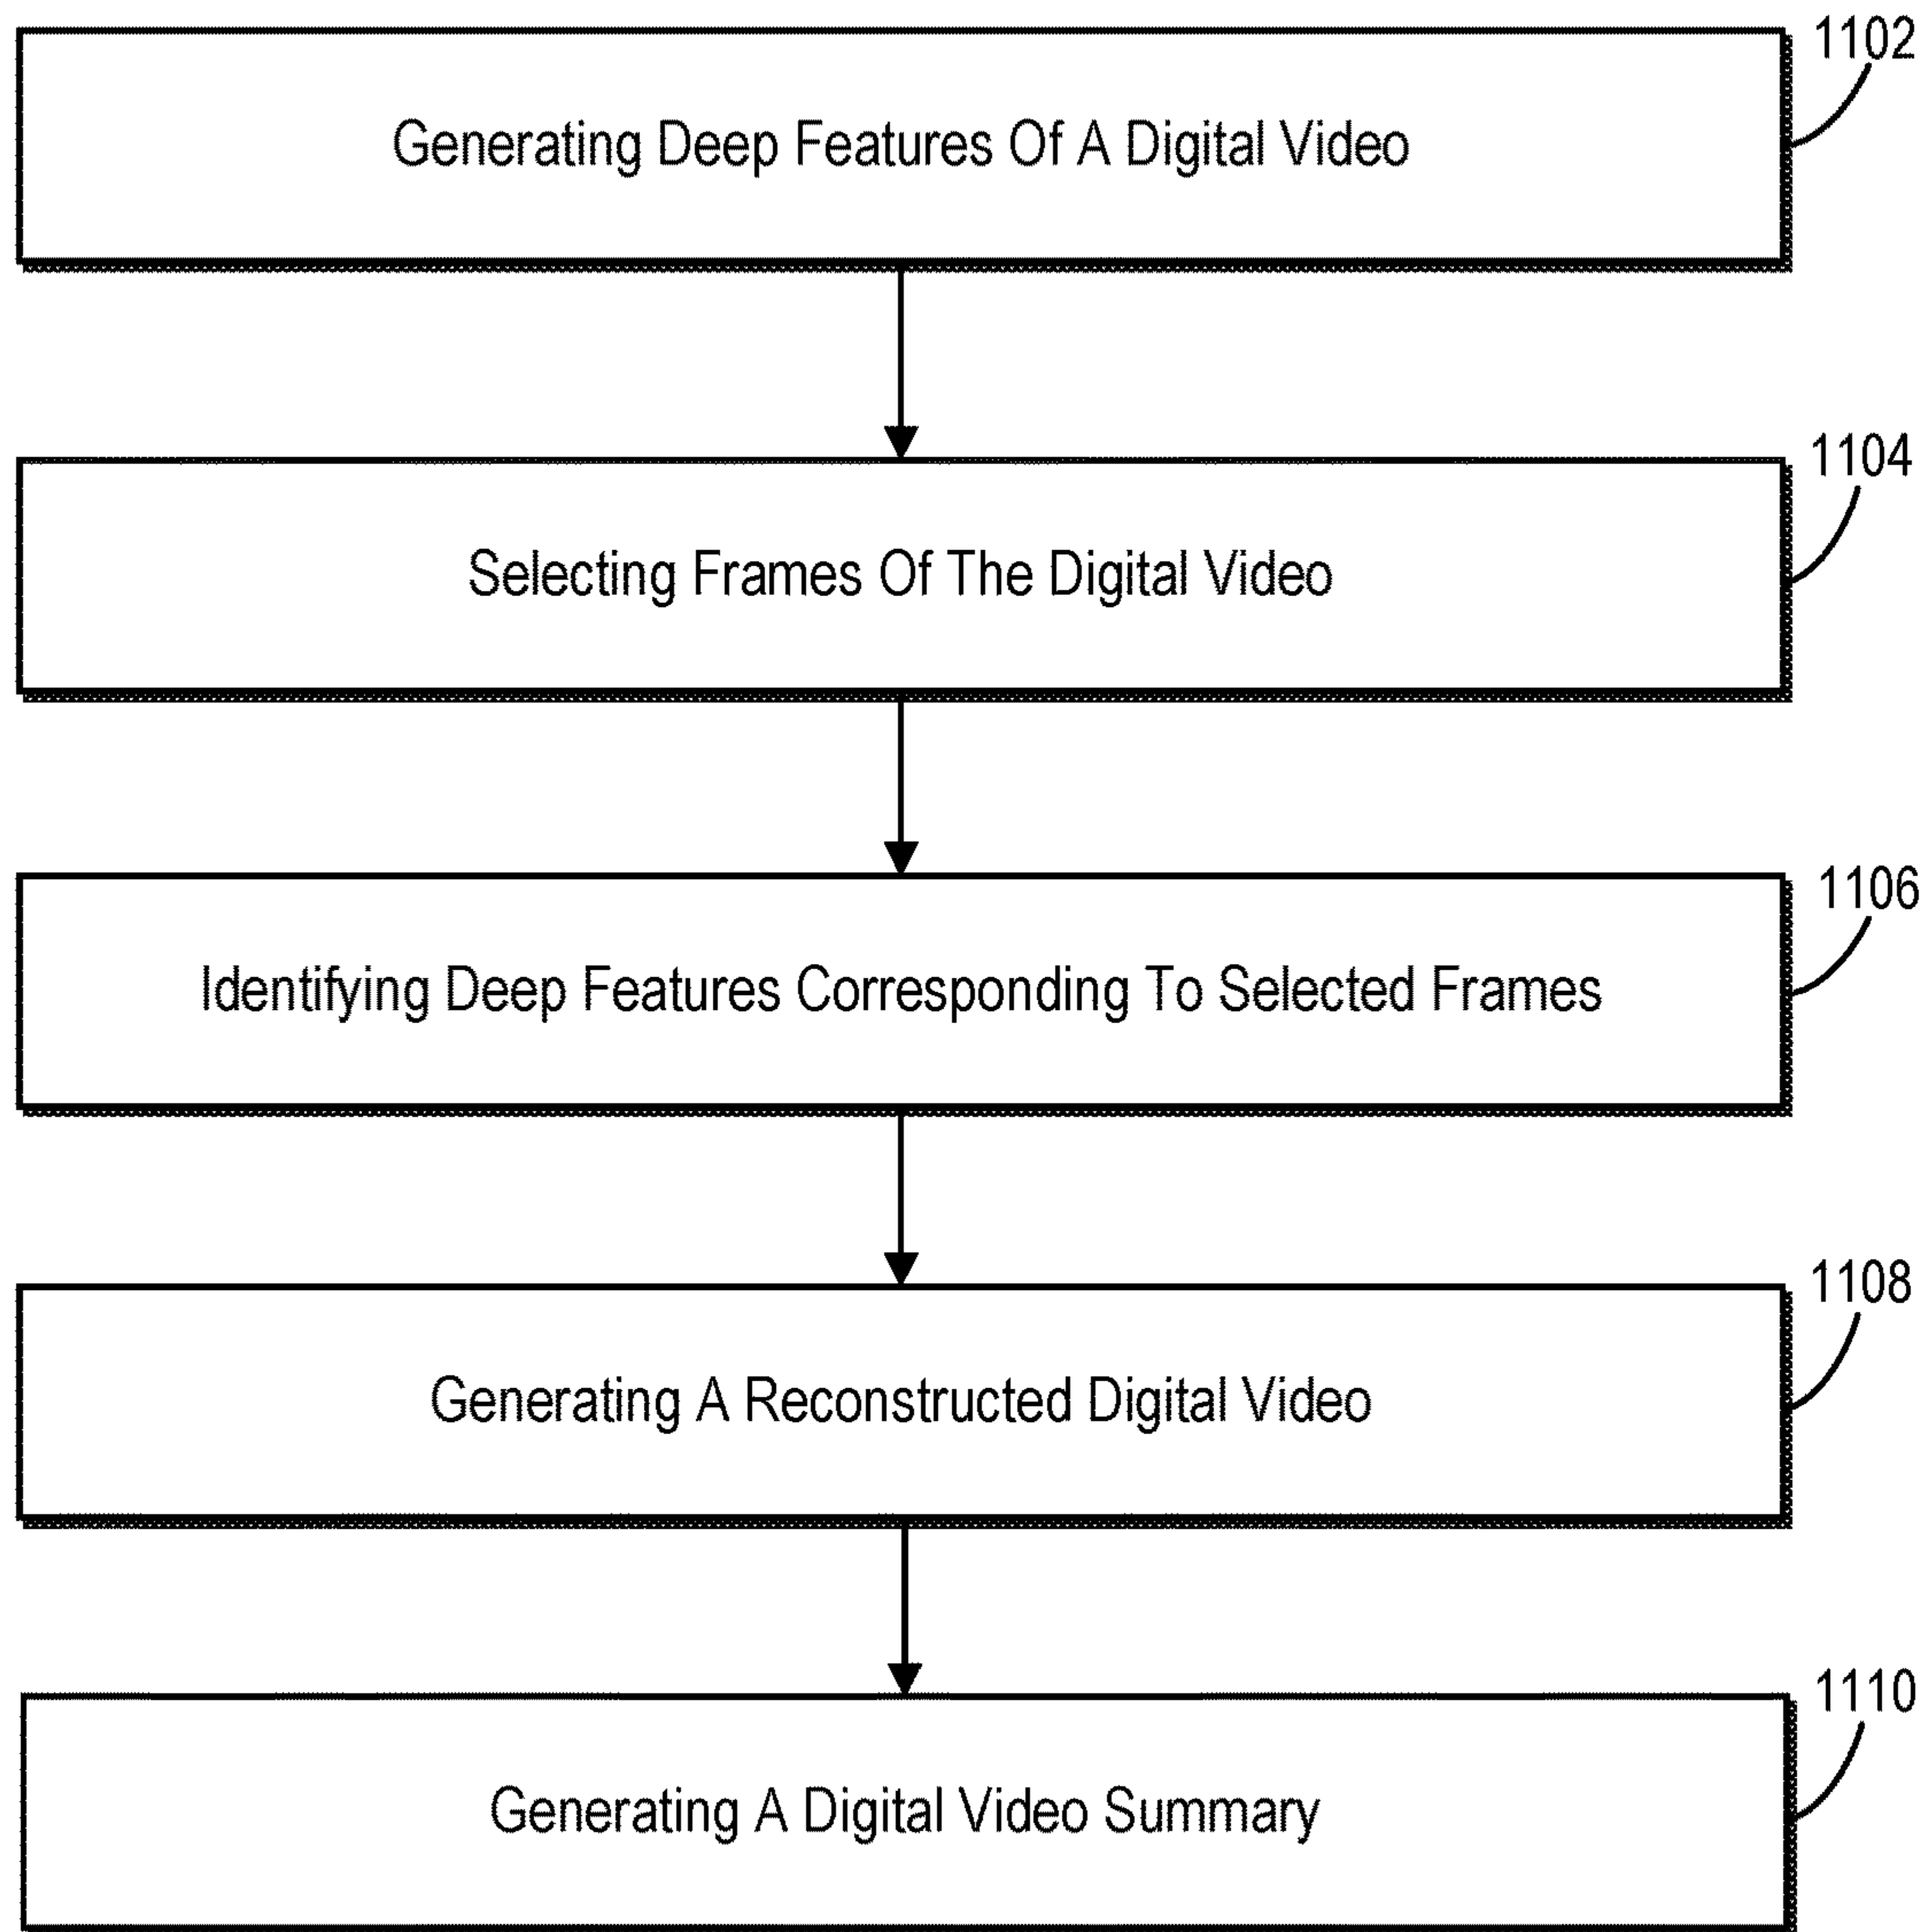 1102
Generating Deep Features Of A Digital Video
1104
Selecting Frames Of The Digital Video
1106
Identifying Deep Features Corresponding To Selected Frames
1108
Generating A Reconstructed Digital Video
1110
Generating A Digital Video Summary